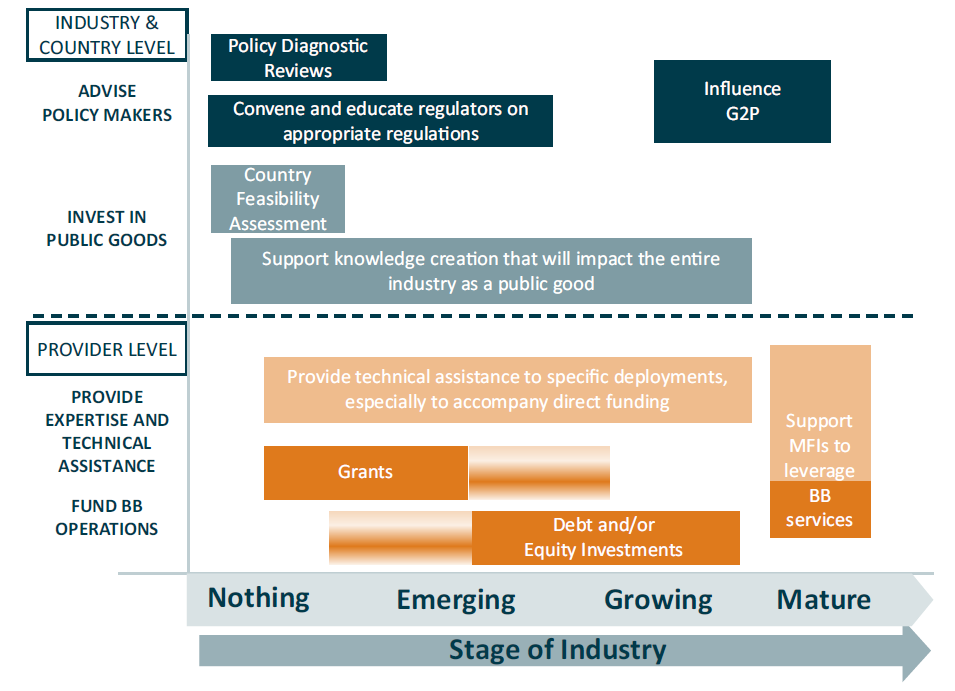 INDUSTRY &
COUNTRY LEVEL
ADVISE
POLICY MAKERS
Policy Diagnostic
Reviews
Convene and educate regulators on
appropriate regulations
Influence
G2P
INVEST IN
PUBLIC GOODS
Country
Feasibility
Assessment
Support knowledge creation that will impact the entire
industry as a public good
PROVIDER LEVEL
PROVIDE
EXPERTISE AND
TECHNICAL
ASSISTANCE
Provide technical assistance to specific deployments,
especially to accompany direct funding
FUND BB
OPERATIONS
Grants
Debt and/or
Equity Investments
Support
MFIs to
leverage
BB
services
Nothing
Emerging
Growing
Mature
Stage of Industry